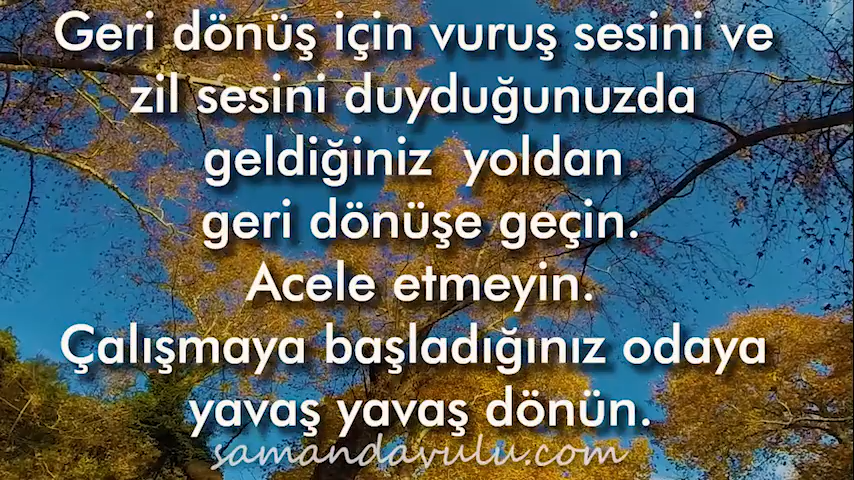 Geri dönüş için vuruş sesini ve
zil sesini duyduğunuzda
geldiğiniz yoldan
geri dönüşe geçin.
Acele etmeyin.
Çalışmaya başladığınız odaya
yavaş yavaş dönün.
samandavulu.com